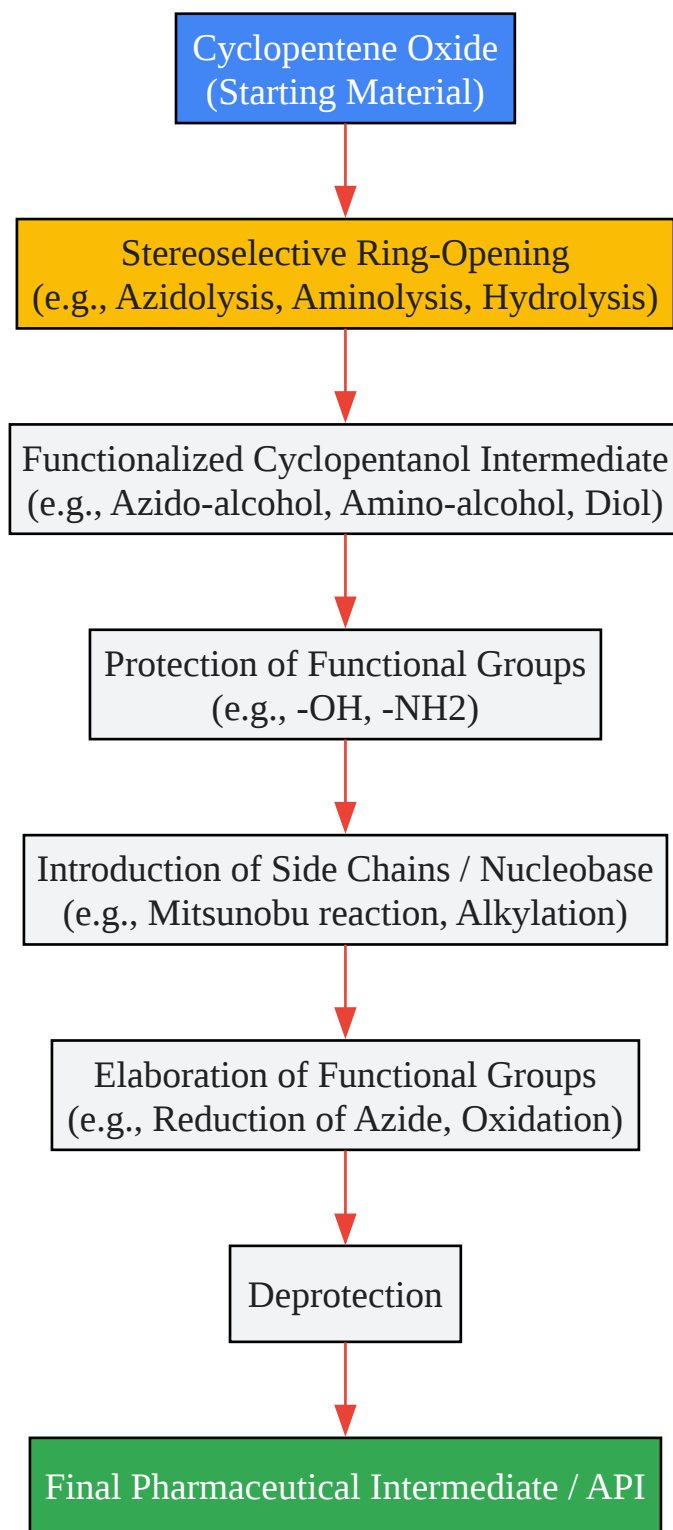 Cyclopentene Oxide
(Starting Material)
Stereoselective Ring-Opening
(e.g., Azidolysis, Aminolysis, Hydrolysis)
Functionalized Cyclopentanol Intermediate
(e.g., Azido-alcohol, Amino-alcohol, Diol)
Protection of Functional Groups
(e.g., -OH, -NH2)
Introduction of Side Chains / Nucleobase
(e.g., Mitsunobu reaction, Alkylation)
Elaboration of Functional Groups
(e.g., Reduction of Azide, Oxidation)
Deprotection
Final Pharmaceutical Intermediate / API